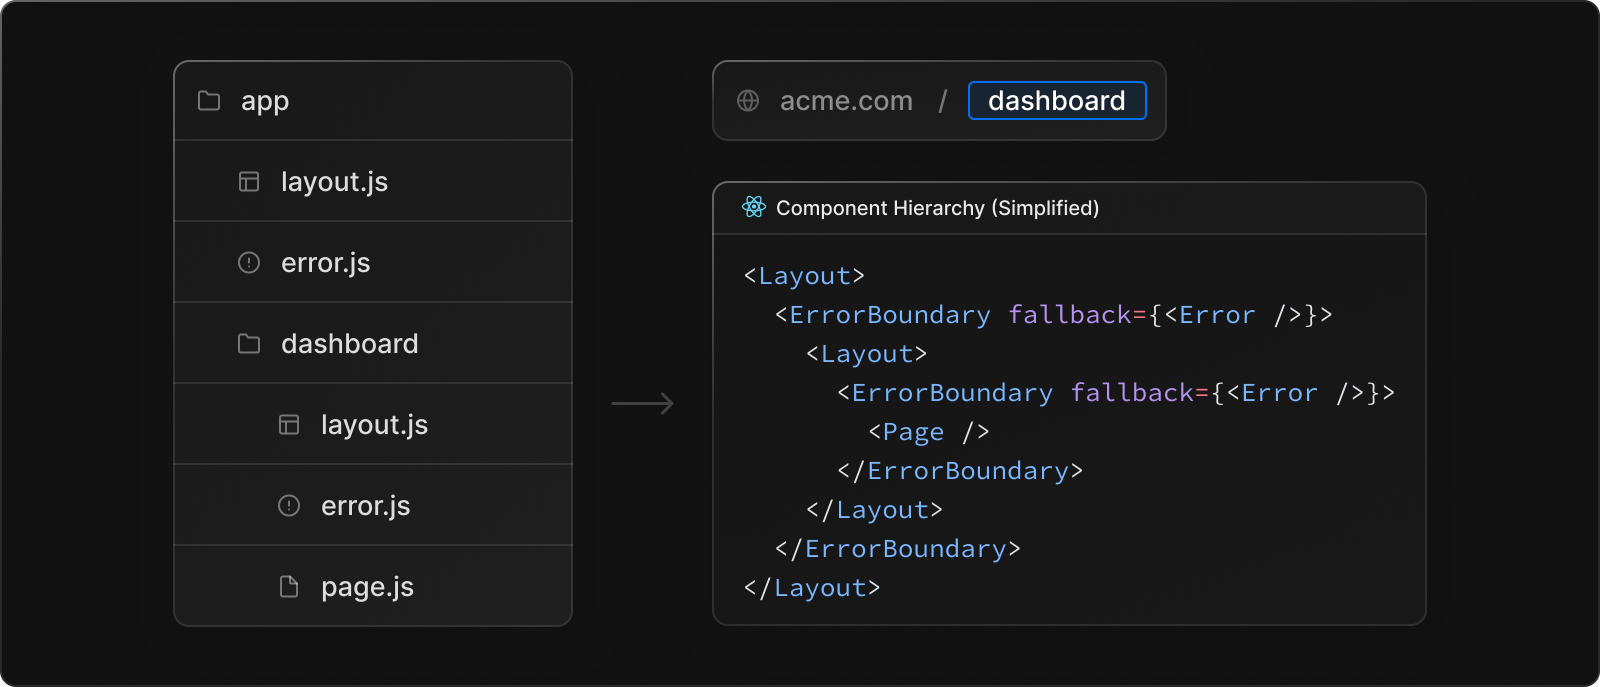 app
layout.js
error.js
dashboard
layout.js
error.js
page.js
acme.com / dashboard
Component Hierarchy (Simplified)
<Layout>
<ErrorBoundary fallback={<Error />}>
<Layout>
<ErrorBoundary fallback={<Error />}>
<Page />
</ErrorBoundary>
</Layout>
</ErrorBoundary>
</Layout>